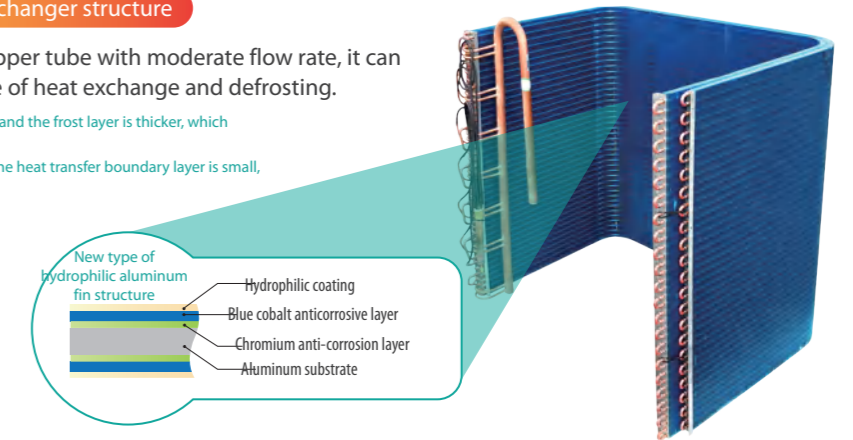 changer structure
pper tube with moderate flow rate, it can
e of heat exchange and defrosting.
and the frost layer is thicker, which
he heat transfer boundary layer is small,
New type of
hydrophilic aluminum
fin structure
Hydrophilic coating
Blue cobalt anticorrosive layer
Chromium anti-corrosion layer
Aluminum substrate